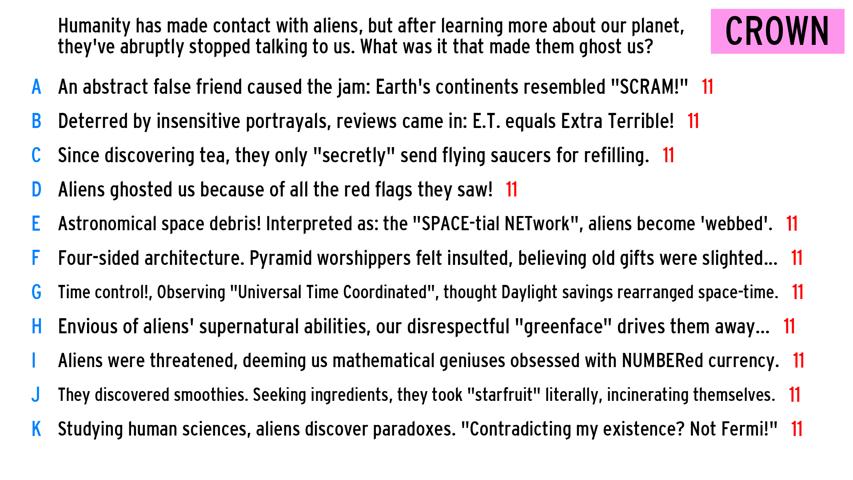 Humanity has made contact with aliens, but after learning more about our planet,
they've abruptly stopped talking to us. What was it that made them ghost us?
CROWN
A An abstract false friend caused the jam: Earth's continents resembled "SCRAM!" 11
B Deterred by insensitive portrayals, reviews came in: E.T. equals Extra Terrible! 11
C Since discovering tea, they only "secretly" send flying saucers for refilling. 11
D Aliens ghosted us because of all the red flags they saw! 11
E Astronomical space debris! Interpreted as: the "SPACE-tial NETwork", aliens become 'webbed'. 11
F Four-sided architecture. Pyramid worshippers felt insulted, believing old gifts were slighted... 11
G Time control!, Observing "Universal Time Coordinated", thought Daylight savings rearranged space-time. 11
H Envious of aliens' supernatural abilities, our disrespectful "greenface" drives them away... 11
I Aliens were threatened, deeming us mathematical geniuses obsessed with NUMBERed currency. 11
J They discovered smoothies. Seeking ingredients, they took "starfruit" literally, incinerating themselves. 11
K Studying human sciences, aliens discover paradoxes. "Contradicting my existence? Not Fermi!" 11